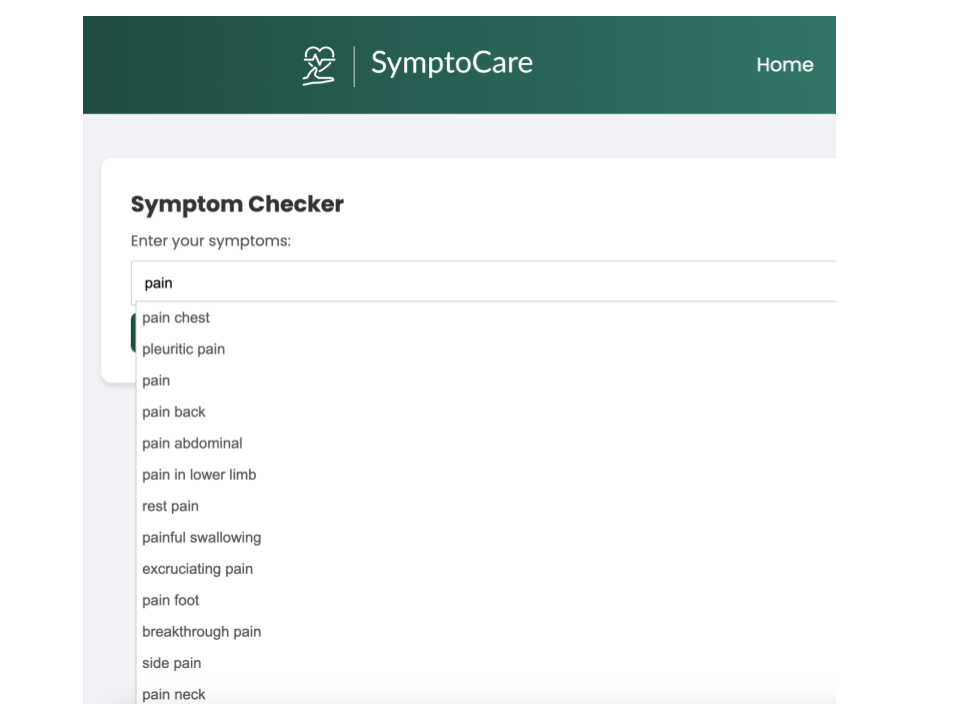 SymptoCare
Home
Symptom Checker
Enter your symptoms:
pain
pain chest
pleuritic pain
pain
pain back
pain abdominal
pain in lower limb
rest pain
painful swallowing
excruciating pain
pain foot
breakthrough pain
side pain
pain neck